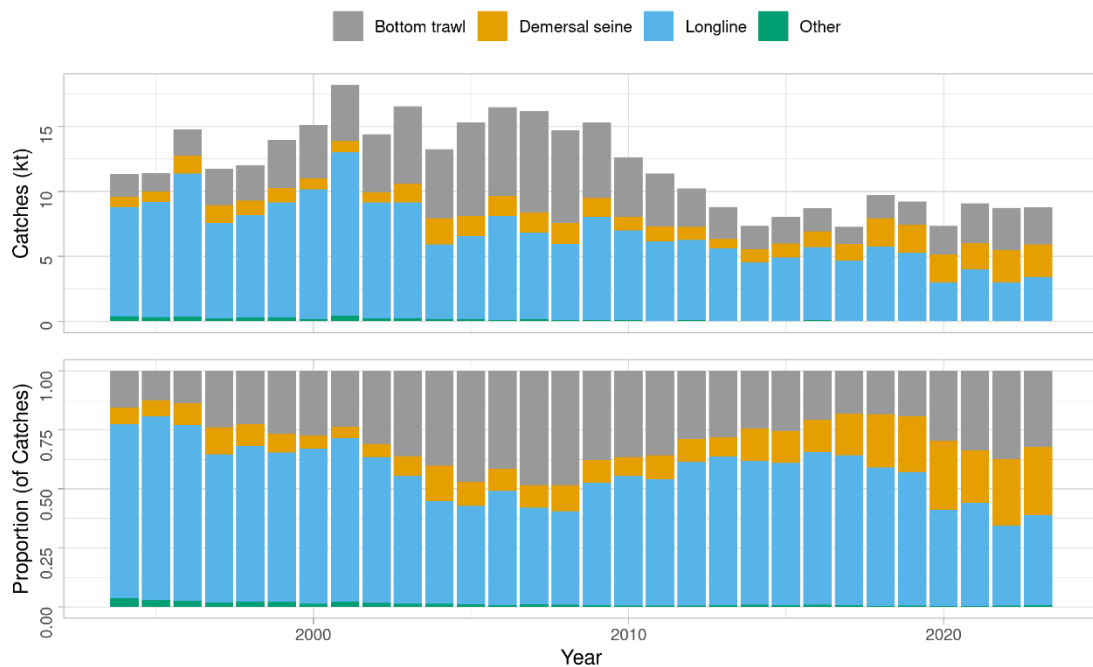 Bottom trawl Demersal seine Longline Other
Catches (kt)
15
10
5
0
Proportion (of Catches)
1.00
0.75
0.50
0.25
0.00
2000 2010 2020
Year